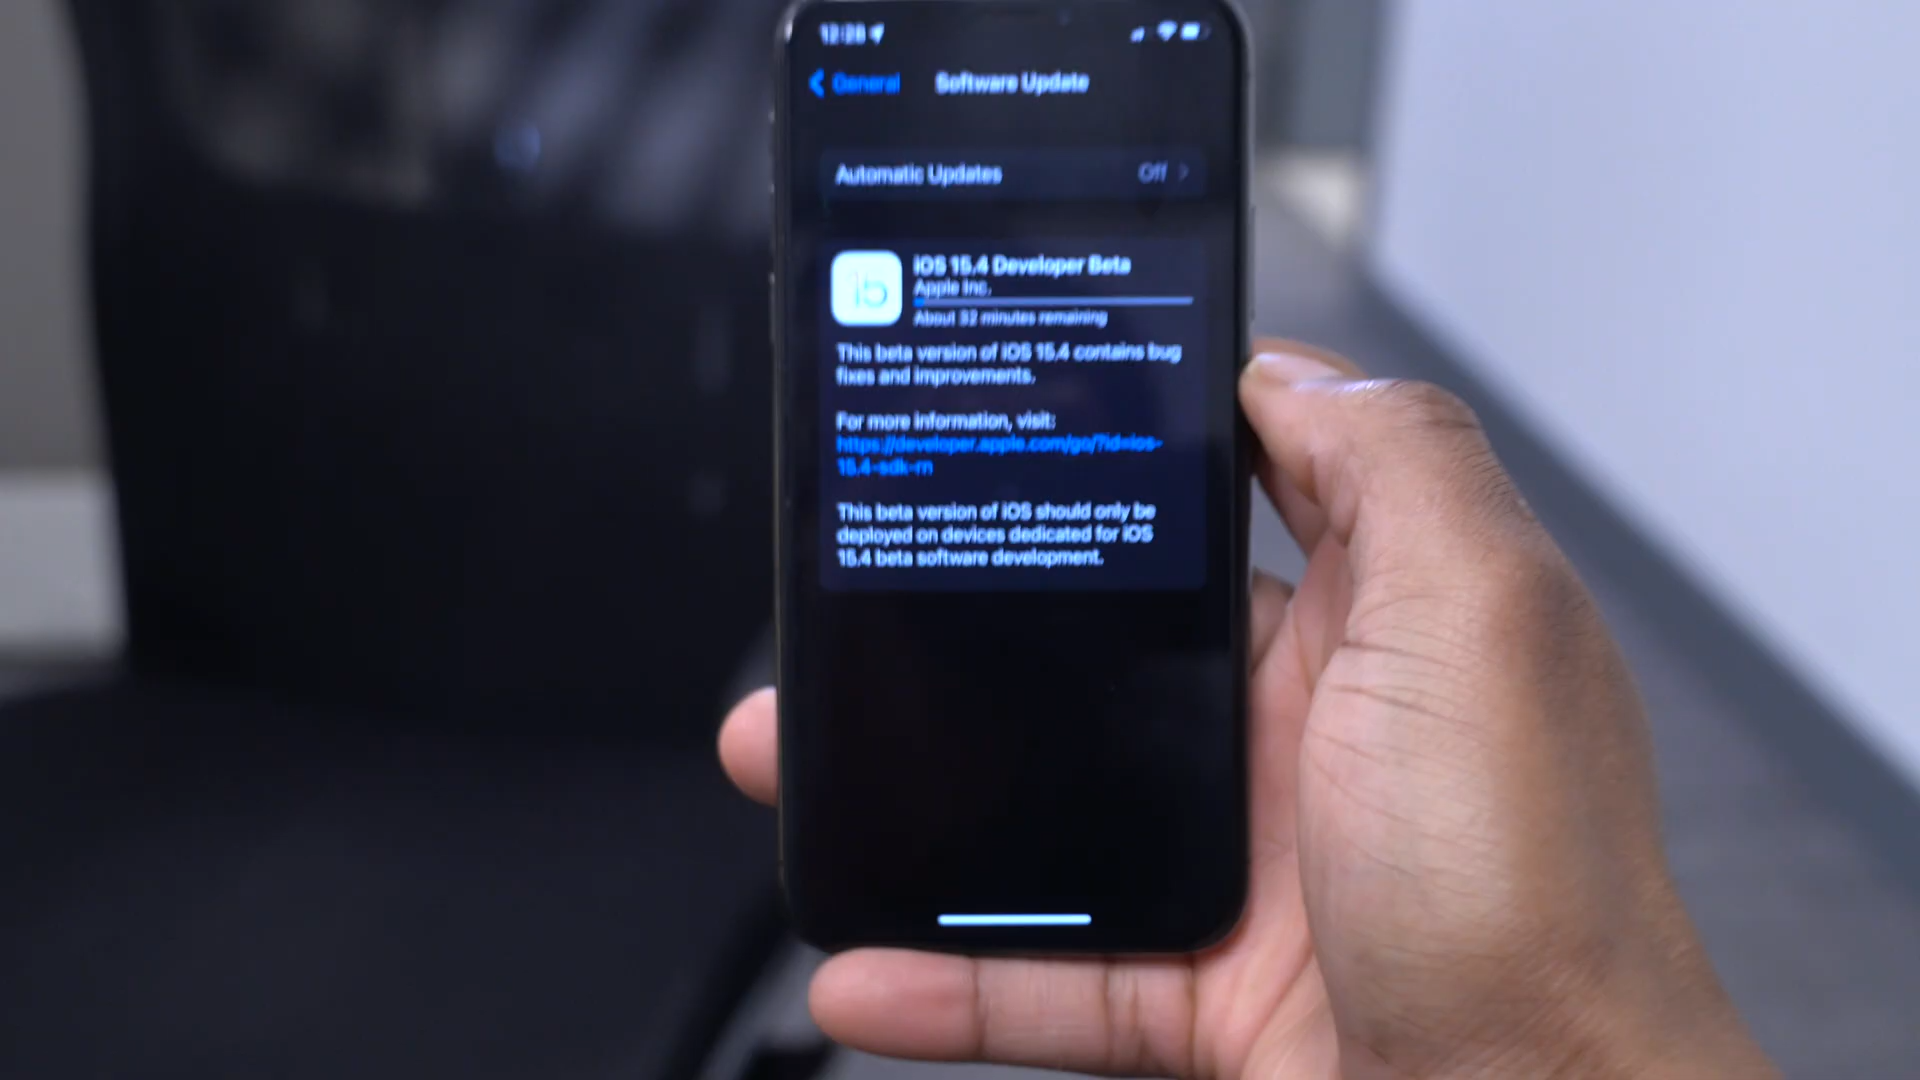 12:28
General
Software Update
Automatic Updates
Off
15
iOS 15.4 Developer Beta
Apple Inc.
About 32 minutes remaining
This beta version of iOS 15.4 contains bug
fixes and improvements.
For more information, visit:
https://developer.apple.com/go/?id=ios-
15.4-sdk-rn
This beta version of iOS should only be
deployed on devices dedicated for iOS
15.4 beta software development.